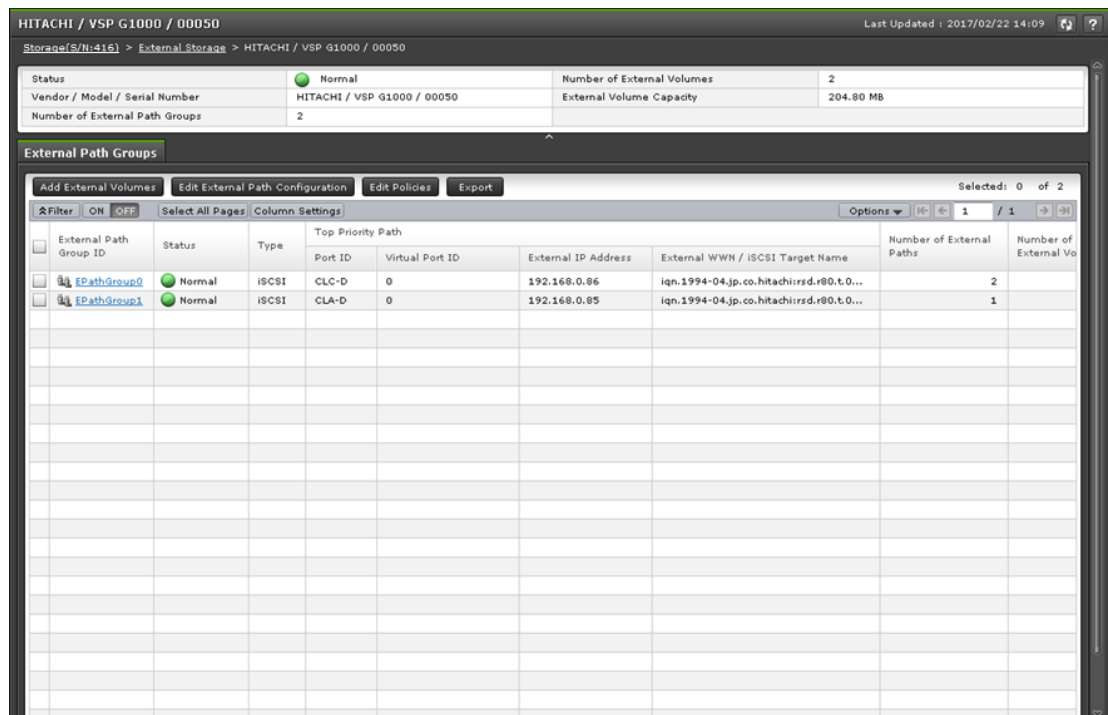 HITACHI / VSP G1000 / 00050
Last Updated : 2017/02/22 14:09 ?
Storage(S/N:416) > External Storage > HITACHI / VSP G1000 / 00050
Status Normal Number of External Volumes 2
Vendor / Model / Serial Number HITACHI / VSP G1000 / 00050 External Volume Capacity 204.80 MB
Number of External Path Groups 2
External Path Groups
Add External Volumes Edit External Path Configuration Edit Policies Export Selected: 0 of 2
Filter ON OFF Select All Pages Column Settings Options 1 / 1
External Path Group ID Status Type Top Priority Path Number of External Paths Number of External Vo
Port ID Virtual Port ID External IP Address External WWN / iSCSI Target Name
EPathGroup0 Normal iSCSI CLC-D 0 192.168.0.86 iqn.1994-04.jp.co.hitachi:rsd.r80.t.0... 2
EPathGroup1 Normal iSCSI CLA-D 0 192.168.0.85 iqn.1994-04.jp.co.hitachi:rsd.r80.t.0... 1